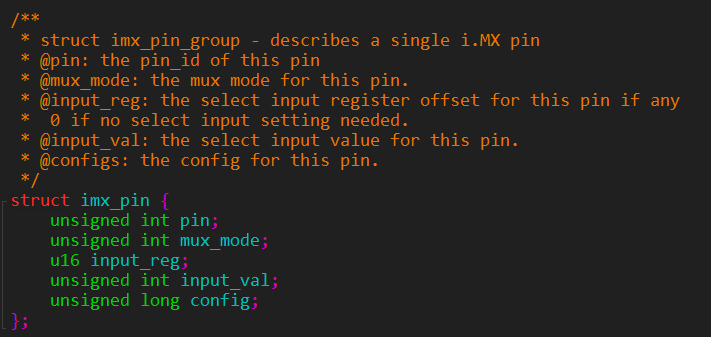 /**
 * struct imx_pin_group - describes a single i.MX pin
 * @pin: the pin_id of this pin
 * @mux_mode: the mux mode for this pin.
 * @input_reg: the select input register offset for this pin if any
 *  0 if no select input setting needed.
 * @input_val: the select input value for this pin.
 * @configs: the config for this pin.
 */
struct imx_pin {
    unsigned int pin;
    unsigned int mux_mode;
    u16 input_reg;
    unsigned int input_val;
    unsigned long config;
};